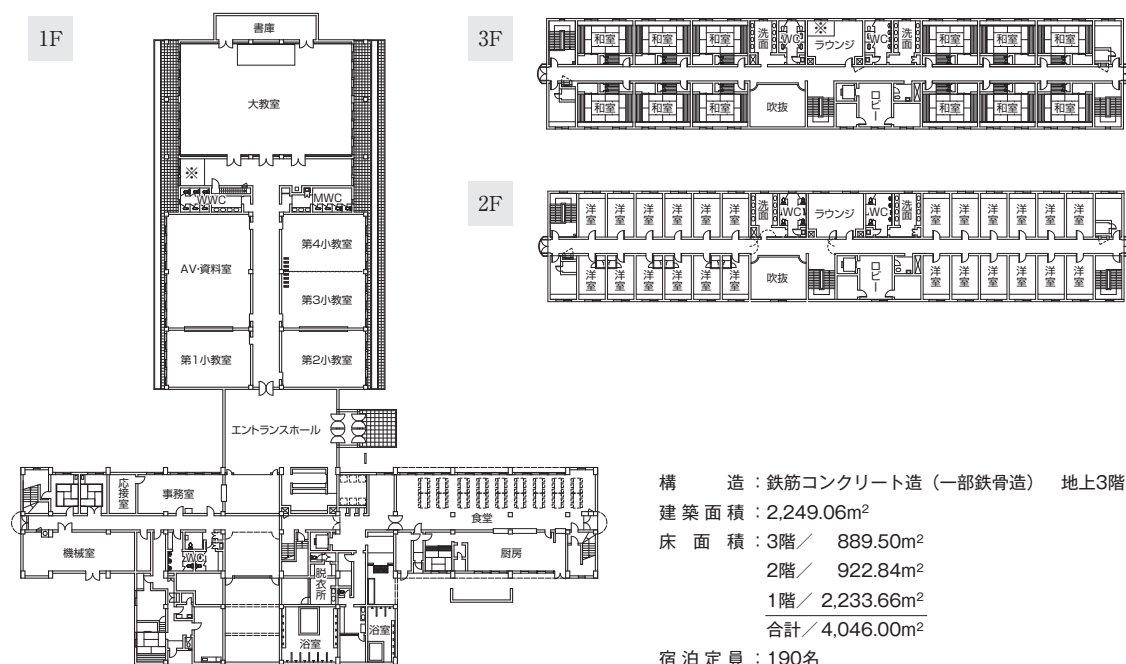 1F
書庫
大教室
※
WWC
MWC
AV・資料室
第4小教室
第3小教室
第1小教室
第2小教室
エントランスホール
応接室
事務室
食堂
機械室
WC
脱衣所
厨房
浴室
浴室
3F
和室
和室
和室
洗面
WC
※
ラウンジ
WC
洗面
和室
和室
和室
和室
和室
和室
吹抜
ロビー
和室
和室
和室
2F
洋室
洋室
洋室
洋室
洋室
洋室
洗面
WC
ラウンジ
WC
洗面
洋室
洋室
洋室
洋室
洋室
洋室
洋室
洋室
洋室
洋室
洋室
洋室
吹抜
ロビー
洋室
洋室
洋室
洋室
洋室
洋室
構造：鉄筋コンクリート造（一部鉄骨造） 地上3階
建築面積：2,249.06m²
床面積：3階／ 889.50m²
2階／ 922.84m²
1階／ 2,233.66m²
合計／4,046.00m²
宿泊定員：190名